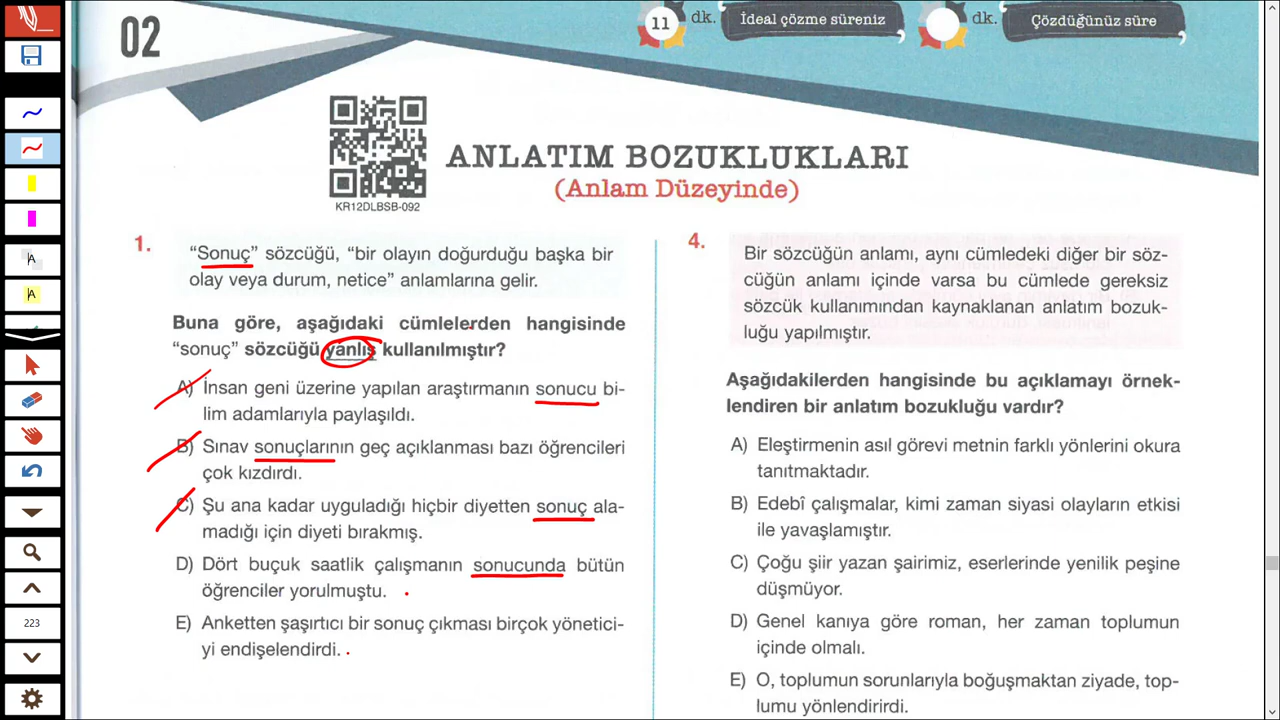 02
11 dk. İdeal çözme süreniz
dk. Çözdüğünüz süre
KR12DLBSB-092
ANLATIM BOZUKLUKLARI
(Anlam Düzeyinde)
1. "Sonuç" sözcüğü, "bir olayın doğurduğu başka bir
olay veya durum, netice" anlamlarına gelir.
Buna göre, aşağıdaki cümlelerden hangisinde
"sonuç" sözcüğü yanlış kullanılmıştır?
A) İnsan geni üzerine yapılan araştırmanın sonucu bi-
lim adamlarıyla paylaşıldı.
B) Sınav sonuçlarının geç açıklanması bazı öğrencileri
çok kızdırdı.
C) Şu ana kadar uyguladığı hiçbir diyetten sonuç ala-
madığı için diyeti bırakmış.
D) Dört buçuk saatlik çalışmanın sonucunda bütün
öğrenciler yorulmuştu.
E) Anketten şaşırtıcı bir sonuç çıkması birçok yönetici-
yi endişelendirdi.
4. Bir sözcüğün anlamı, aynı cümledeki diğer bir söz-
cüğün anlamı içinde varsa bu cümlede gereksiz
sözcük kullanımından kaynaklanan anlatım bozuk-
luğu yapılmıştır.
Aşağıdakilerden hangisinde bu açıklamayı örnek-
lendiren bir anlatım bozukluğu vardır?
A) Eleştirmenin asıl görevi metnin farklı yönlerini okura
tanıtmaktadır.
B) Edebî çalışmalar, kimi zaman siyasi olayların etkisi
ile yavaşlamıştır.
C) Çoğu şiir yazan şairimiz, eserlerinde yenilik peşine
düşmüyor.
D) Genel kanıya göre roman, her zaman toplumun
içinde olmalı.
E) O, toplumun sorunlarıyla boğuşmaktan ziyade, top-
lumu yönlendirirdi.
A
A
223